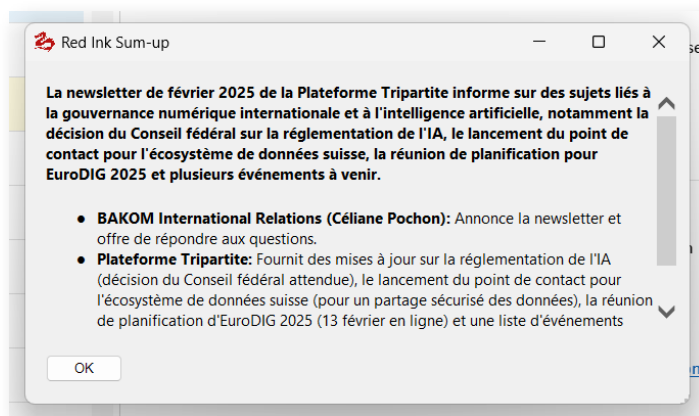 Red Ink Sum-up
La newsletter de février 2025 de la Plateforme Tripartite informe sur des sujets liés à
la gouvernance numérique internationale et à l'intelligence artificielle, notamment la
décision du Conseil fédéral sur la réglementation de l'IA, le lancement du point de
contact pour l'écosystème de données suisse, la réunion de planification pour
EuroDIG 2025 et plusieurs événements à venir.
● BAKOM International Relations (Céliane Pochon): Annonce la newsletter et
offre de répondre aux questions.
● Plateforme Tripartite: Fournit des mises à jour sur la réglementation de l'IA
(décision du Conseil fédéral attendue), le lancement du point de contact pour
l'écosystème de données suisse (pour un partage sécurisé des données), la réunion
de planification d'EuroDIG 2025 (13 février en ligne) et une liste d'événements
OK